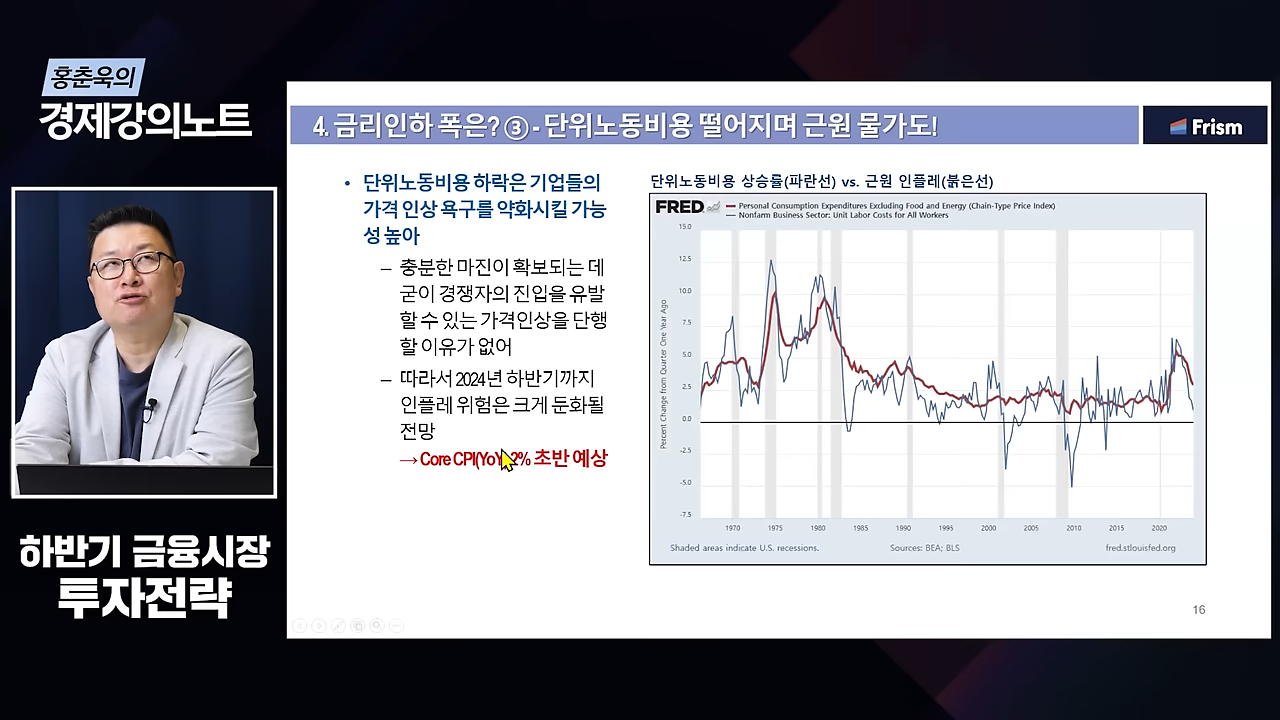 홍춘욱의
경제강의노트
하반기 금융시장
투자전략
4. 금리인하 폭은? ③ - 단위노동비용 떨어지며 근원 물가도!
Frism
• 단위노동비용 하락은 기업들의
가격 인상 욕구를 약화시킬 가능
성 높아
– 충분한 마진이 확보되는 데
굳이 경쟁자의 진입을 유발
할 수 있는 가격인상을 단행
할 이유가 없어
– 따라서 2024년 하반기까지
인플레 위험은 크게 둔화될
전망
→ Core CPI(YoY) 2% 초반 예상
단위노동비용 상승률(파란선) vs. 근원 인플레(붉은선)
FRED
Personal Consumption Expenditures Excluding Food and Energy (Chain-Type Price Index)
Nonfarm Business Sector: Unit Labor Costs for All Workers
Percent Change from Quarter One Year Ago
15.0
12.5
10.0
7.5
5.0
2.5
0.0
-2.5
-5.0
-7.5
1970 1975 1980 1985 1990 1995 2000 2005 2010 2015 2020
Shaded areas indicate U.S. recessions. Sources: BEA; BLS fred.stlouisfed.org
16